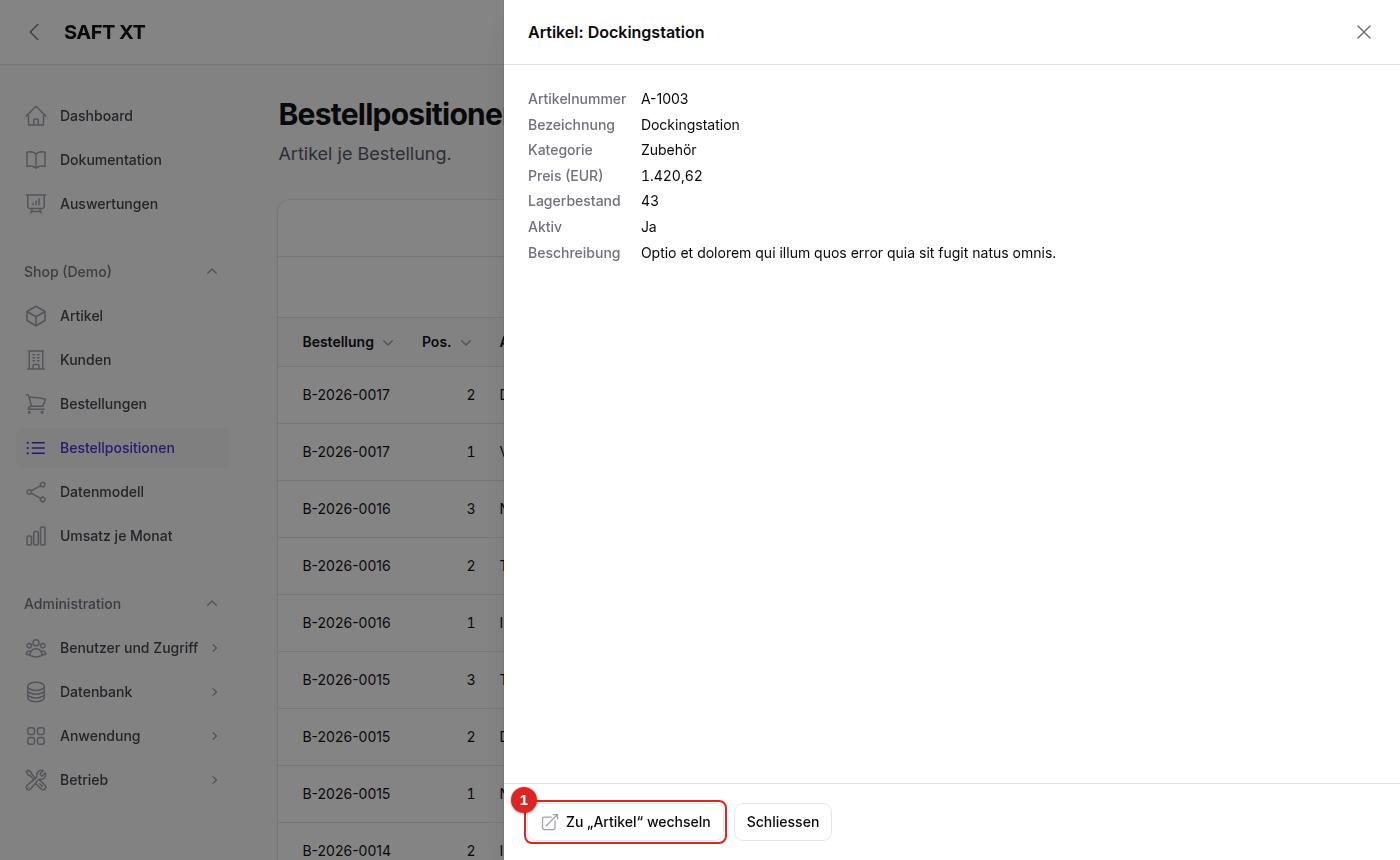 SAFT XT
Dashboard
Dokumentation
Auswertungen
Shop (Demo)
Artikel
Kunden
Bestellungen
Bestellpositionen
Datenmodell
Umsatz je Monat
Administration
Benutzer und Zugriff
Datenbank
Anwendung
Betrieb
Artikel je Bestellung.
Bestellung Pos.
B-2026-0017 2
B-2026-0017 1
B-2026-0016 3
B-2026-0016 2
B-2026-0016 1
B-2026-0015 3
B-2026-0015 2
B-2026-0015 1
B-2026-0014 2
Artikel: Dockingstation
Artikelnummer A-1003
Bezeichnung Dockingstation
Kategorie Zubehör
Preis (EUR) 1.420,62
Lagerbestand 43
Aktiv Ja
Beschreibung Optio et dolorem qui illum quos error quia sit fugit natus omnis.
1
Zu „Artikel“ wechseln
Schliessen